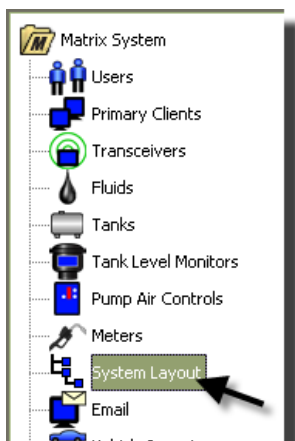 Matrix System
Users
Primary Clients
Transceivers
Fluids
Tanks
Tank Level Monitors
Pump Air Controls
Meters
System Layout
Email